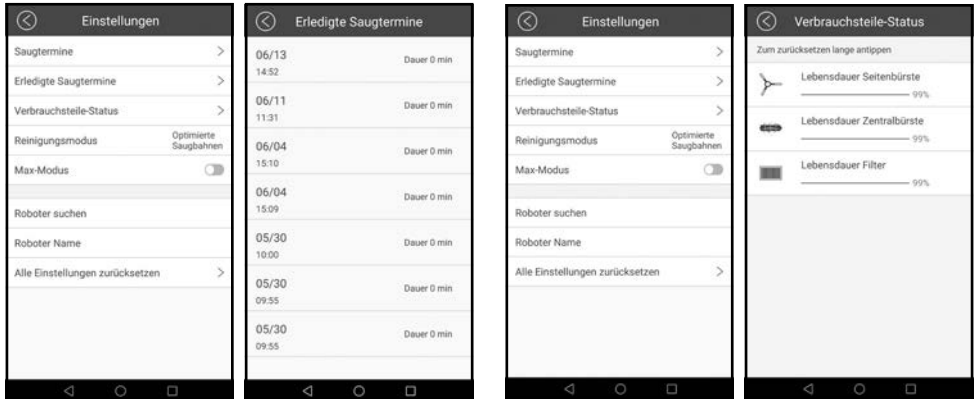 Einstellungen
Saugtermine
Erledigte Saugtermine
Verbrauchsteile-Status
Reinigungsmodus
Optimierte
Saugbahnen
Max-Modus
Roboter suchen
Roboter Name
Alle Einstellungen zurücksetzen
Erledigte Saugtermine
06/13
14:52
Dauer 0 min
06/11
11:31
Dauer 0 min
06/04
15:10
Dauer 0 min
06/04
15:09
Dauer 0 min
05/30
10:00
Dauer 0 min
05/30
09:55
Dauer 0 min
05/30
09:55
Dauer 0 min
Einstellungen
Saugtermine
Erledigte Saugtermine
Verbrauchsteile-Status
Reinigungsmodus
Optimierte
Saugbahnen
Max-Modus
Roboter suchen
Roboter Name
Alle Einstellungen zurücksetzen
Verbrauchsteile-Status
Zum zurücksetzen lange antippen
Lebensdauer Seitenbürste
99%
Lebensdauer Zentralbürste
99%
Lebensdauer Filter
99%